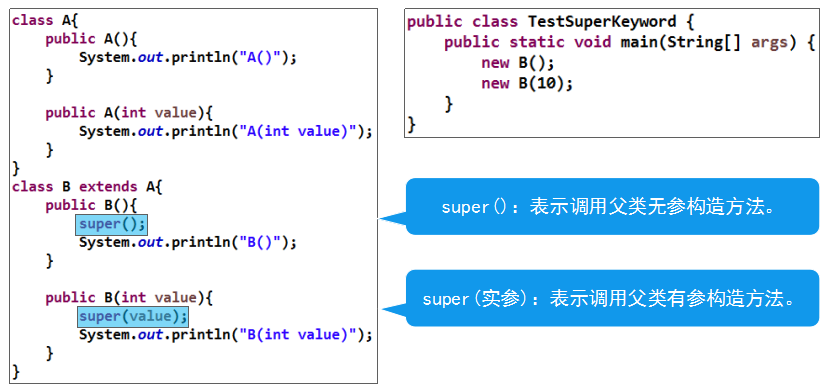 class A{
    public A(){
        System.out.println("A()");
    }

    public A(int value){
        System.out.println("A(int value)");
    }
}
class B extends A{
    public B(){
        super();
        System.out.println("B()");
    }

    public B(int value){
        super(value);
        System.out.println("B(int value)");
    }
}
public class TestSuperKeyword {
    public static void main(String[] args) {
        new B();
        new B(10);
    }
}
super()：表示调用父类无参构造方法。
super(实参)：表示调用父类有参构造方法。